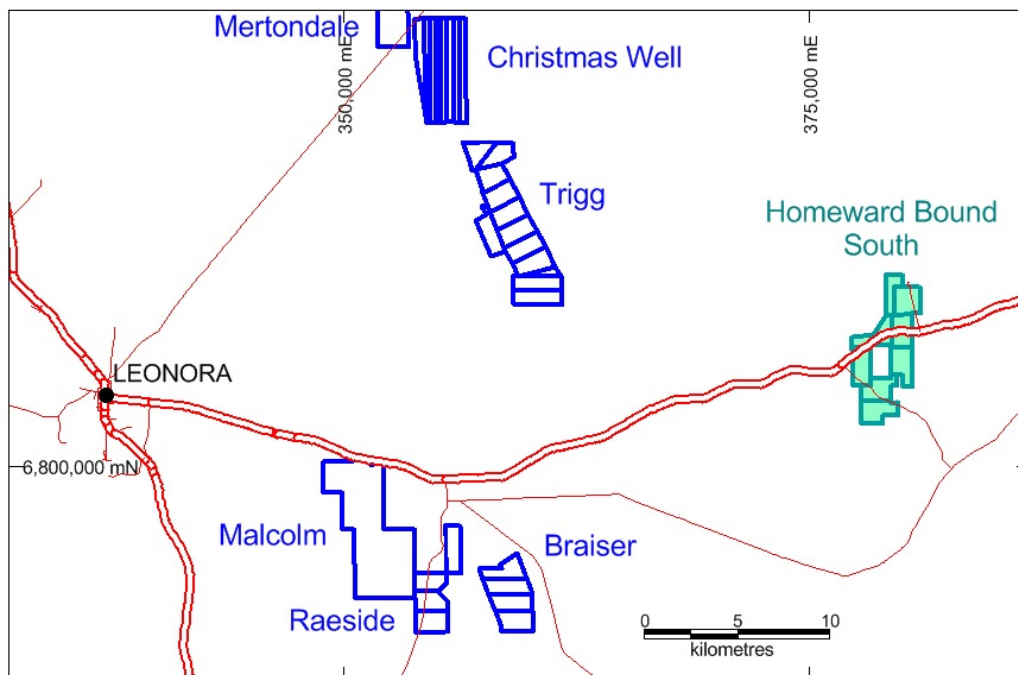 Mertondale
350,000 mE
Christmas Well
375,000 mE
Trigg
Homeward Bound
South
LEONORA
6,800,000 mN
Malcolm
Braiser
Raeside
0 5 10
kilometres